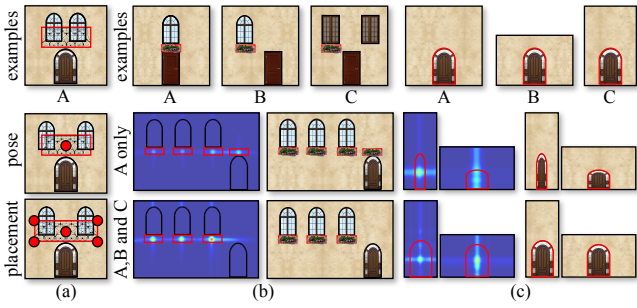 examples
A
examples
A
B
C
A
B
C
pose
A only
placement
A,B and C
(a)
(b)
(c)